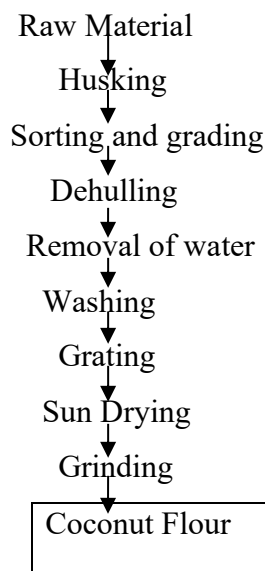 Raw Material
Husking
Sorting and grading
Dehulling
Removal of water
Washing
Grating
Sun Drying
Grinding
Coconut Flour